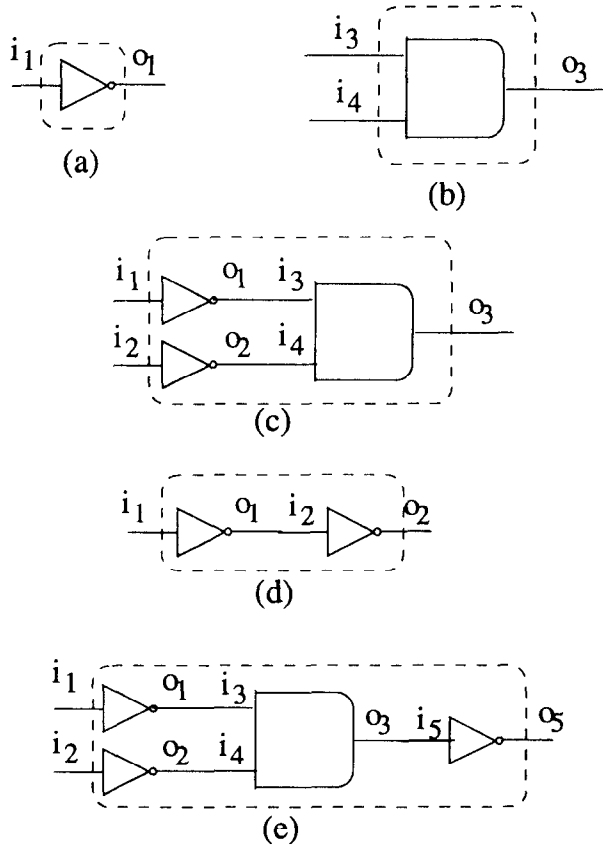 i1 o1
(a)
i3
i4
o3
(b)
i1 o1 i3
i2 o2 i4
o3
(c)
i1 o1 i2 o2
(d)
i1 o1 i3
i2 o2 i4
o3 i5 o5
(e)